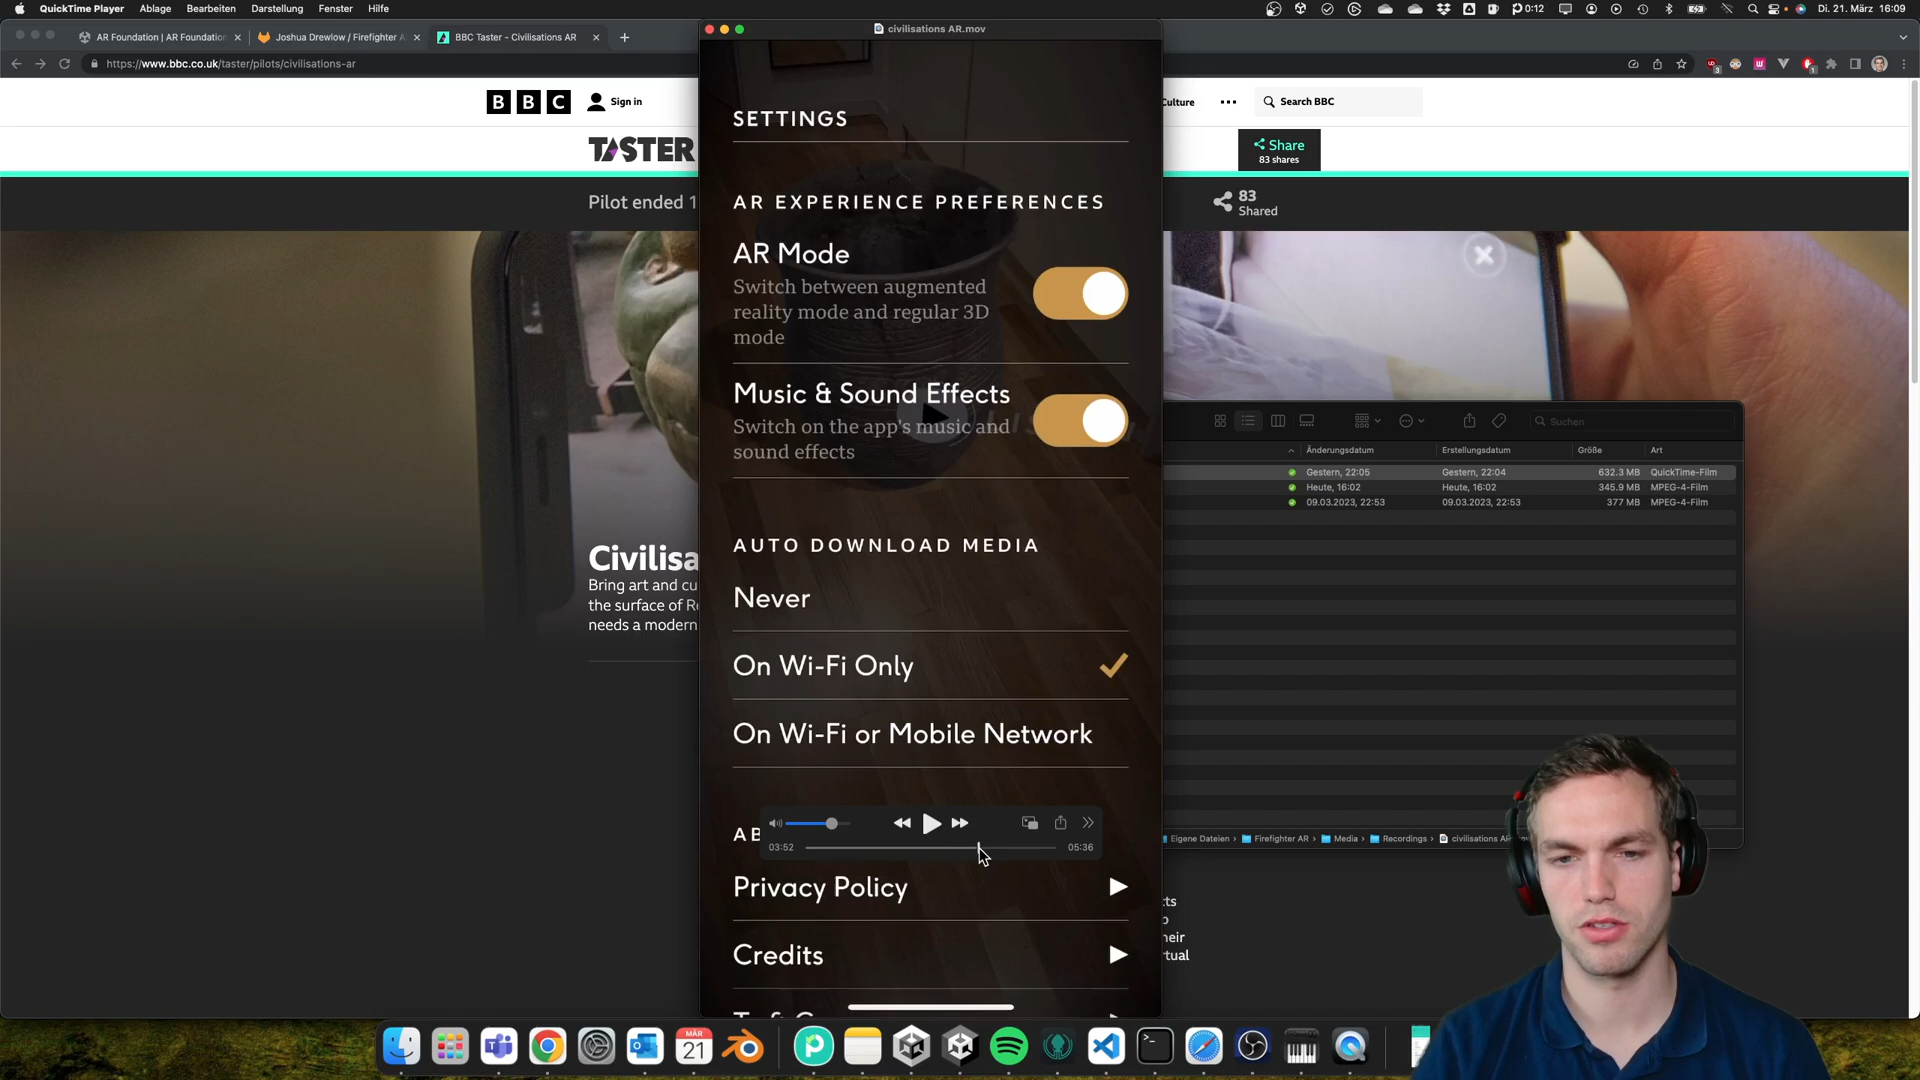 QuickTime Player Ablage Bearbeiten Darstellung Fenster Hilfe
0:12
Di. 21. März 16:09
civilisations AR.mov
AR Foundation | AR Foundation
Joshua Drewlow / Firefighter A
BBC Taster - Civilisations AR
https://www.bbc.co.uk/taster/pilots/civilisations-ar
BBC
Sign in
Culture
Search BBC
TASTER
Share
83 shares
Pilot ended 1
83
Shared
SETTINGS
AR EXPERIENCE PREFERENCES
AR Mode
Switch between augmented
reality mode and regular 3D
mode
Music & Sound Effects
Switch on the app's music and
sound effects
AUTO DOWNLOAD MEDIA
Never
On Wi-Fi Only
On Wi-Fi or Mobile Network
03:52
05:36
Privacy Policy
Credits
Civilisa
Bring art and cu
the surface of R
needs a modern
Suchen
Änderungsdatum Erstellungsdatum Größe Art
Gestern, 22:05 Gestern, 22:04 632.3 MB QuickTime-Film
Heute, 16:02 Heute, 16:02 345.9 MB MPEG-4-Film
09.03.2023, 22:53 09.03.2023, 22:53 377 MB MPEG-4-Film
Eigene Dateien › Firefighter AR › Media › Recordings › civilisations AR
MÄR
21